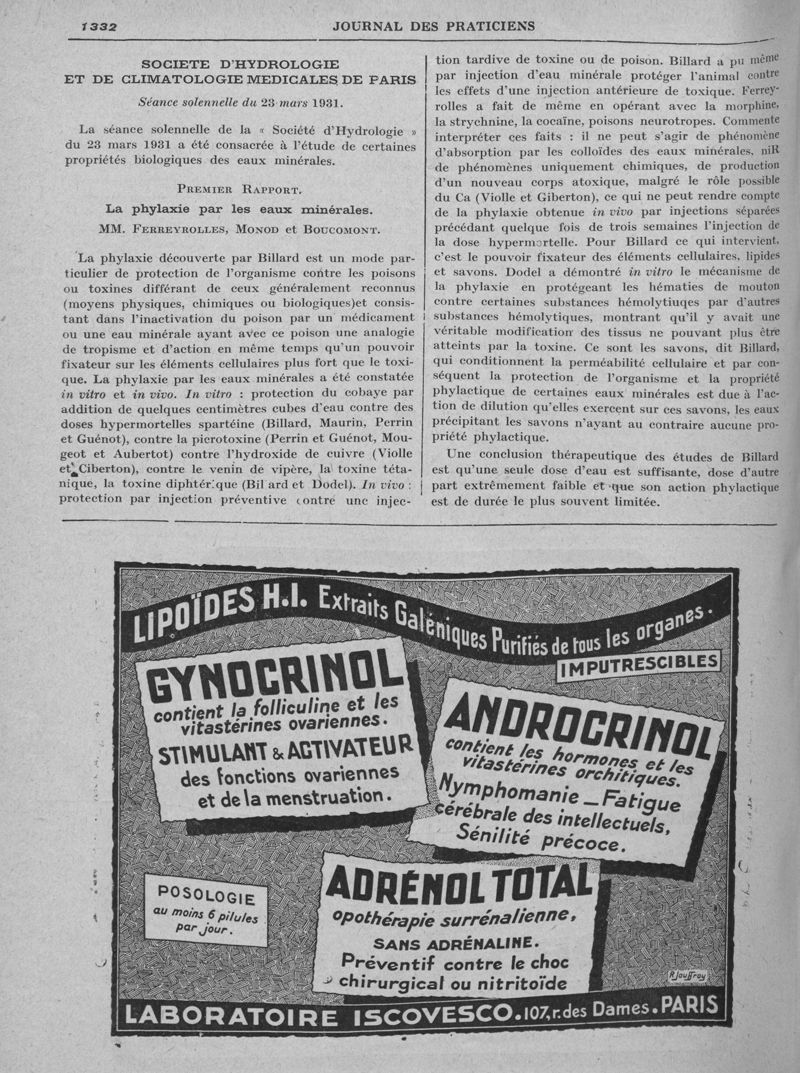 1332
JOURNAL DES PRATICIENS
SOCIETE D'HYDROLOGIE
ET DE CLIMATOLOGIE MEDICALES DE PARIS
Séance solennelle du 23 mars 1931.
La séance solennelle de la « Société d'Hydrologie »
du 23 mars 1931 a été consacrée à l'étude de certaines
propriétés biologiques des eaux minérales.
PREMIER RAPPORT.
La phylaxie par les eaux minérales.
MM. FERREYROLLES, MONOD et BOUCOMONT.
La phylaxie découverte par Billard est un mode par-
ticulier de protection de l'organisme contre les poisons
ou toxines différant de ceux généralement reconnus
(moyens physiques, chimiques ou biologiques)et consis-
tant dans l'inactivation du poison par un médicament
ou une eau minérale ayant avec ce poison une analogie
de tropisme et d'action en même temps qu'un pouvoir
fixateur sur les éléments cellulaires plus fort que le toxi-
que. La phylaxie par les eaux minérales a été constatée
in vitro et in vivo. In vitro : protection du cobaye par
addition de quelques centimètres cubes d'eau contre des
doses hypermortelles spartéine (Billard, Maurin, Perrin
et Guénot), contre la picrotoxine (Perrin et Guénot, Mou-
geot et Aubertot) contre l'hydroxide de cuivre (Violle
et Ciberton), contre le venin de vipère, la toxine téta-
nique, la toxine diphtérique (Bil ard et Dodel). In vivo :
protection par injection préventive contre une injec-
tion tardive de toxine ou de poison. Billard a pu même
par injection d'eau minérale protéger l'animal contre
les effets d'une injection antérieure de toxique. Ferrey-
rolles a fait de même en opérant avec la morphine,
la strychnine, la cocaïne, poisons neurotropes. Commente
interpréter ces faits : il ne peut s'agir de phénomène
d'absorption par les colloïdes des eaux minérales, niR
de phénomènes uniquement chimiques, de production
d'un nouveau corps atoxique, malgré le rôle possible
du Ca (Violle et Giberton), ce qui ne peut rendre compte
de la phylaxie obtenue in vivo par injections séparées
précédant quelque fois de trois semaines l'injection de
la dose hypermortelle. Pour Billard ce qui intervient,
c'est le pouvoir fixateur des éléments cellulaires, lipides
et savons. Dodel a démontré in vitro le mécanisme de
la phylaxie en protégeant les hématies de mouton
contre certaines substances hémolytiuqes par d'autres
substances hémolytiques, montrant qu'il y avait une
véritable modification des tissus ne pouvant plus être
atteints par la toxine. Ce sont les savons, dit Billard,
qui conditionnent la perméabilité cellulaire et par con-
séquent la protection de l'organisme et la propriété
phylactique de certaines eaux minérales est due à l'ac-
tion de dilution qu'elles exercent sur ces savons, les eaux
précipitant les savons n'ayant au contraire aucune pro-
priété phylactique.
Une conclusion thérapeutique des études de Billard
est qu'une seule dose d'eau est suffisante, dose d'autre
part extrêmement faible et que son action phylactique
est de durée le plus souvent limitée.
LIPOÏDES H.I. Extraits Galéniques Purifiés de tous les organes.
IMPUTRESCIBLES
GYNOCRINOL
contient la folliculine et les
vitastérines ovariennes.
STIMULANT & ACTIVATEUR
des fonctions ovariennes
et de la menstruation.
ANDROCRINOL
contient les hormones et les
vitastérines orchitiques.
Nymphomanie _ Fatigue
cérébrale des intellectuels,
Sénilité précoce.
POSOLOGIE
au moins 6 pilules
par jour.
ADRÉNOL TOTAL
opothérapie surrénalienne,
SANS ADRÉNALINE.
Préventif contre le choc
chirurgical ou nitritoïde
R. Jouffroy
LABORATOIRE ISCOVESCO. 107, r. des Dames. PARIS